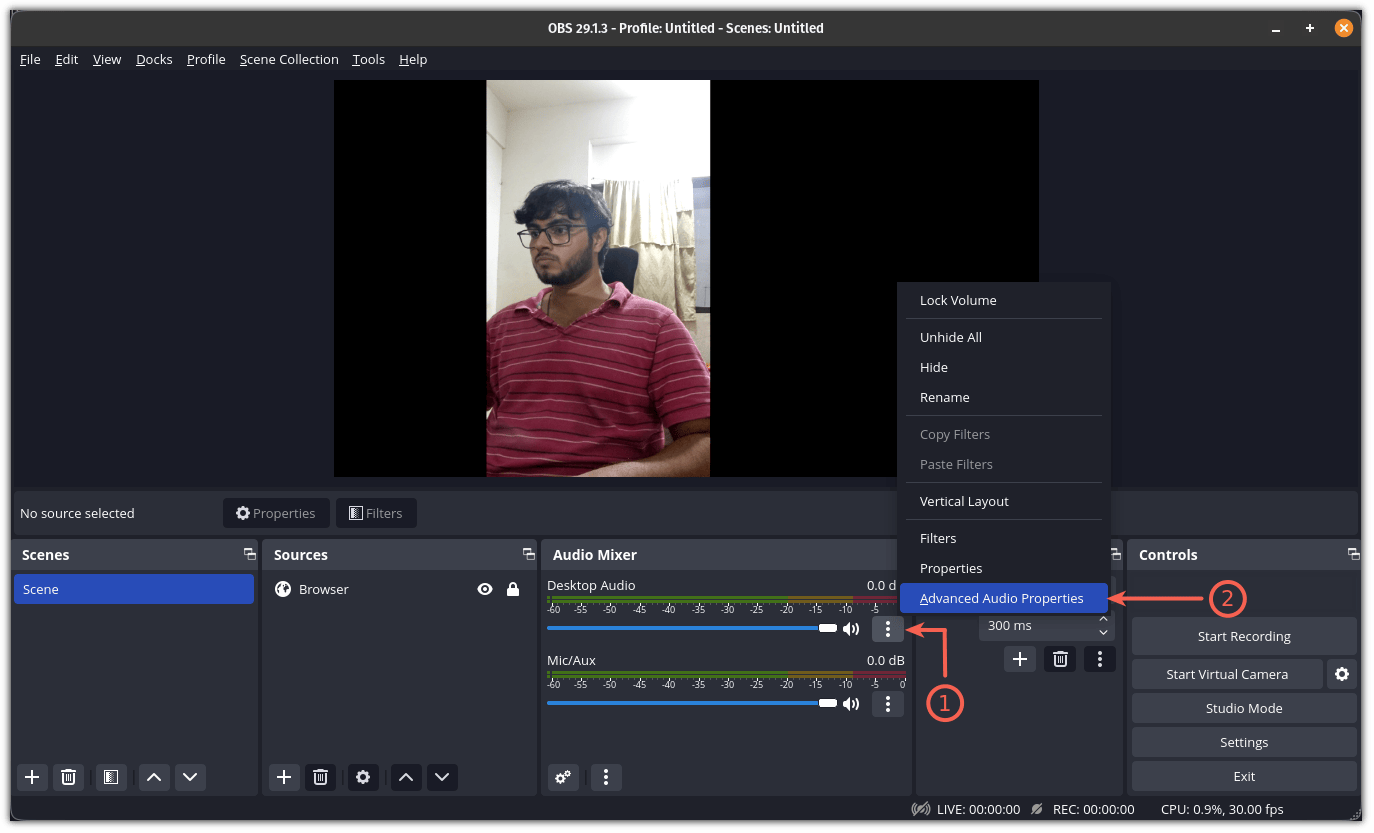 OBS 29.1.3 - Profile: Untitled - Scenes: Untitled
File Edit View Docks Profile Scene Collection Tools Help
Lock Volume
Unhide All
Hide
Rename
Copy Filters
Paste Filters
Vertical Layout
Filters
Properties
Advanced Audio Properties
No source selected Properties Filters
Scenes
Scene
Sources
Browser
Audio Mixer
Desktop Audio 0.0 d
-60 -55 -50 -45 -40 -35 -30 -25 -20 -15 -10 -5
Mic/Aux 0.0 dB
-60 -55 -50 -45 -40 -35 -30 -25 -20 -15 -10 -5 0
1
2
300 ms
Controls
Start Recording
Start Virtual Camera
Studio Mode
Settings
Exit
LIVE: 00:00:00 REC: 00:00:00 CPU: 0.9%, 30.00 fps